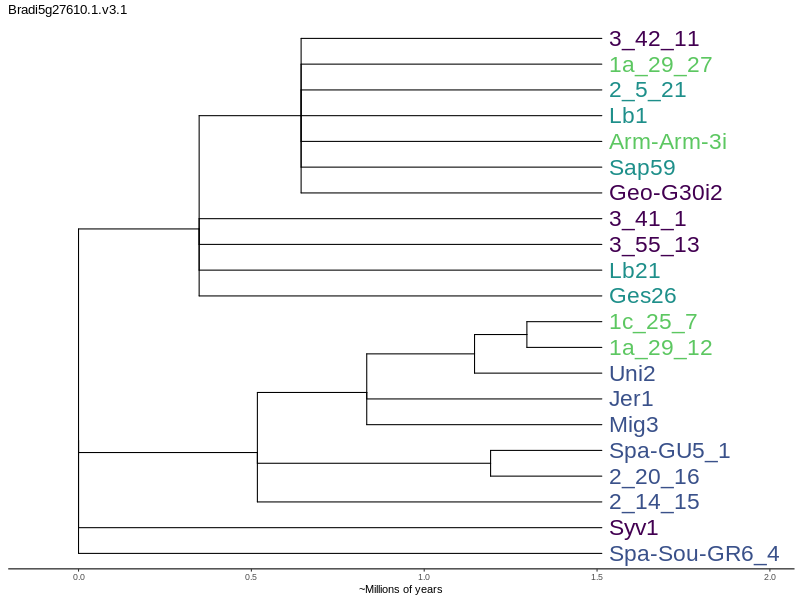 Bradi5g27610.1.v3.1
3_42_11
1a_29_27
2_5_21
Lb1
Arm-Arm-3i
Sap59
Geo-G30i2
3_41_1
3_55_13
Lb21
Ges26
1c_25_7
1a_29_12
Uni2
Jer1
Mig3
Spa-GU5_1
2_20_16
2_14_15
Syv1
Spa-Sou-GR6_4
0.0 0.5 1.0 1.5 2.0
~Millions of years